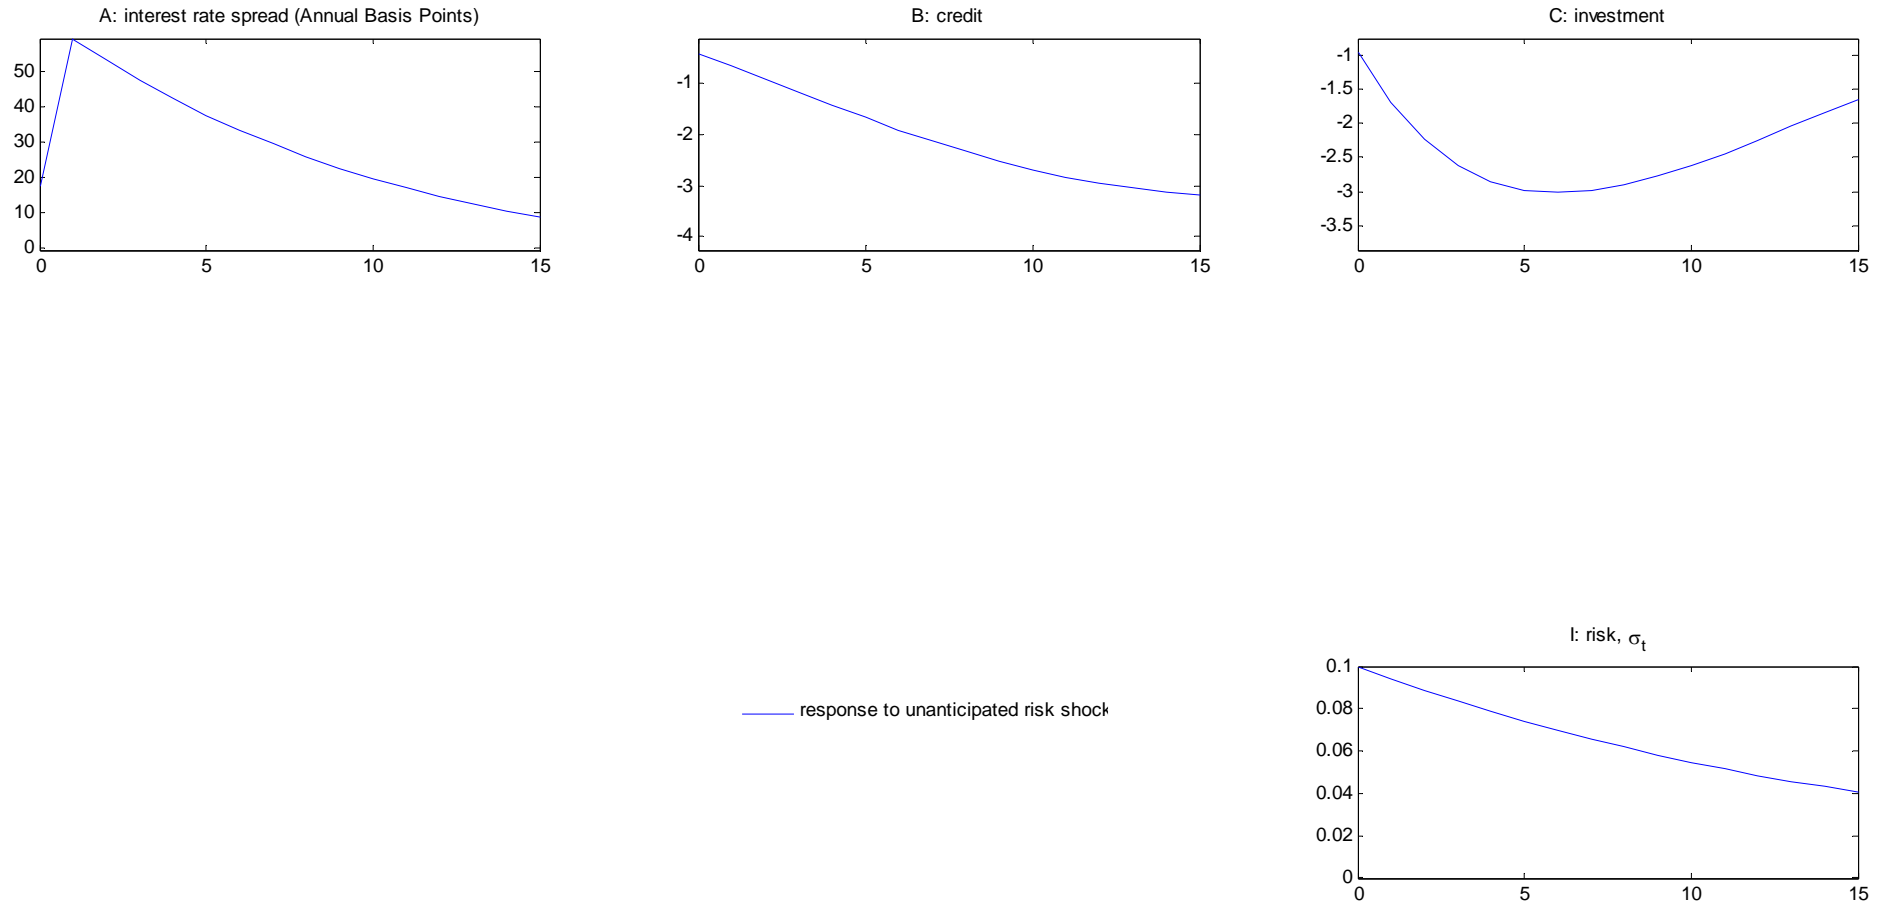 A: interest rate spread (Annual Basis Points)
50
40
30
20
10
0
0 5 10 15
B: credit
-1
-2
-3
-4
0 5 10 15
C: investment
-1
-1.5
-2
-2.5
-3
-3.5
0 5 10 15
response to unanticipated risk shock
I: risk, σt
0.1
0.08
0.06
0.04
0.02
0
0 5 10 15